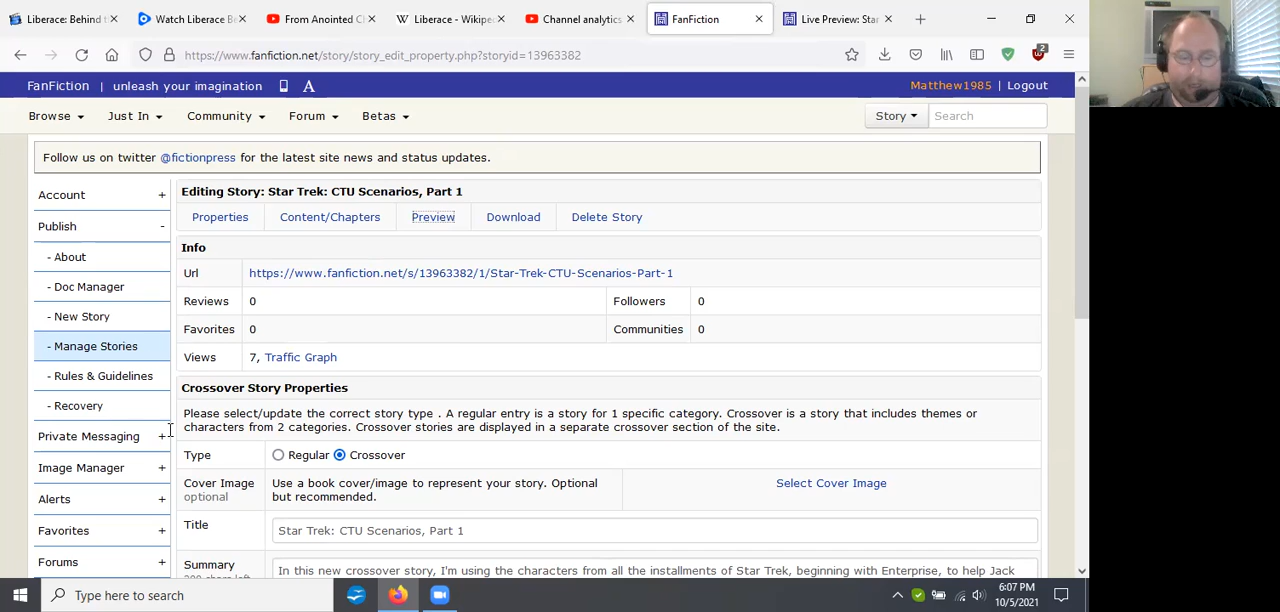 Liberace: Behind t
Watch Liberace Be
From Anointed C
Liberace - Wikipe
Channel analytics
FanFiction
Live Preview: Star
https://www.fanfiction.net/story/story_edit_property.php?storyid=13963382
2
FanFiction | unleash your imagination A
Matthew1985 | Logout
Browse Just In Community Forum Betas
Story Search
Follow us on twitter @fictionpress for the latest site news and status updates.
Account +
Publish -
- About
- Doc Manager
- New Story
- Manage Stories
- Rules & Guidelines
- Recovery
Private Messaging +
Image Manager +
Alerts +
Favorites +
Forums +
Editing Story: Star Trek: CTU Scenarios, Part 1
Properties Content/Chapters Preview Download Delete Story
Info
Url https://www.fanfiction.net/s/13963382/1/Star-Trek-CTU-Scenarios-Part-1
Reviews 0 Followers 0
Favorites 0 Communities 0
Views 7, Traffic Graph
Crossover Story Properties
Please select/update the correct story type . A regular entry is a story for 1 specific category. Crossover is a story that includes themes or
characters from 2 categories. Crossover stories are displayed in a separate crossover section of the site.
Type Regular Crossover
Cover Image Use a book cover/image to represent your story. Optional
optional but recommended.
Select Cover Image
Title Star Trek: CTU Scenarios, Part 1
Summary In this new crossover story, I'm using the characters from all the installments of Star Trek, beginning with Enterprise, to help Jack
Type here to search
6:07 PM
10/5/2021